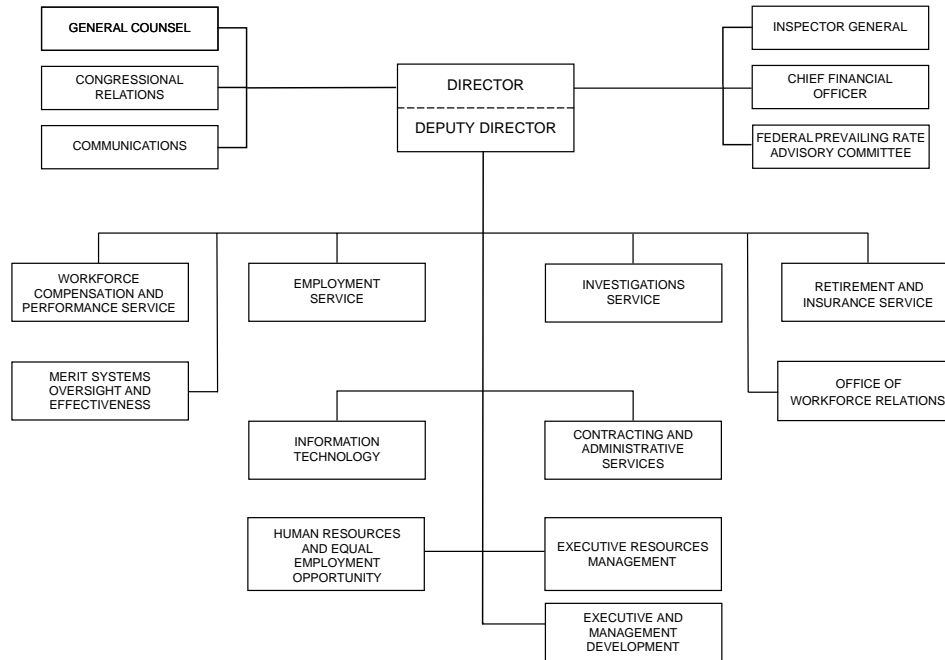 GENERAL COUNSEL
CONGRESSIONAL
RELATIONS
COMMUNICATIONS
DIRECTOR
DEPUTY DIRECTOR
INSPECTOR GENERAL
CHIEF FINANCIAL
OFFICER
FEDERAL PREVAILING RATE
ADVISORY COMMITTEE
WORKFORCE
COMPENSATION AND
PERFORMANCE SERVICE
EMPLOYMENT
SERVICE
INVESTIGATIONS
SERVICE
RETIREMENT AND
INSURANCE SERVICE
MERIT SYSTEMS
OVERSIGHT AND
EFFECTIVENESS
OFFICE OF
WORKFORCE RELATIONS
INFORMATION
TECHNOLOGY
CONTRACTING AND
ADMINISTRATIVE
SERVICES
HUMAN RESOURCES
AND EQUAL
EMPLOYMENT
OPPORTUNITY
EXECUTIVE RESOURCES
MANAGEMENT
EXECUTIVE AND
MANAGEMENT DEVELOPMENT